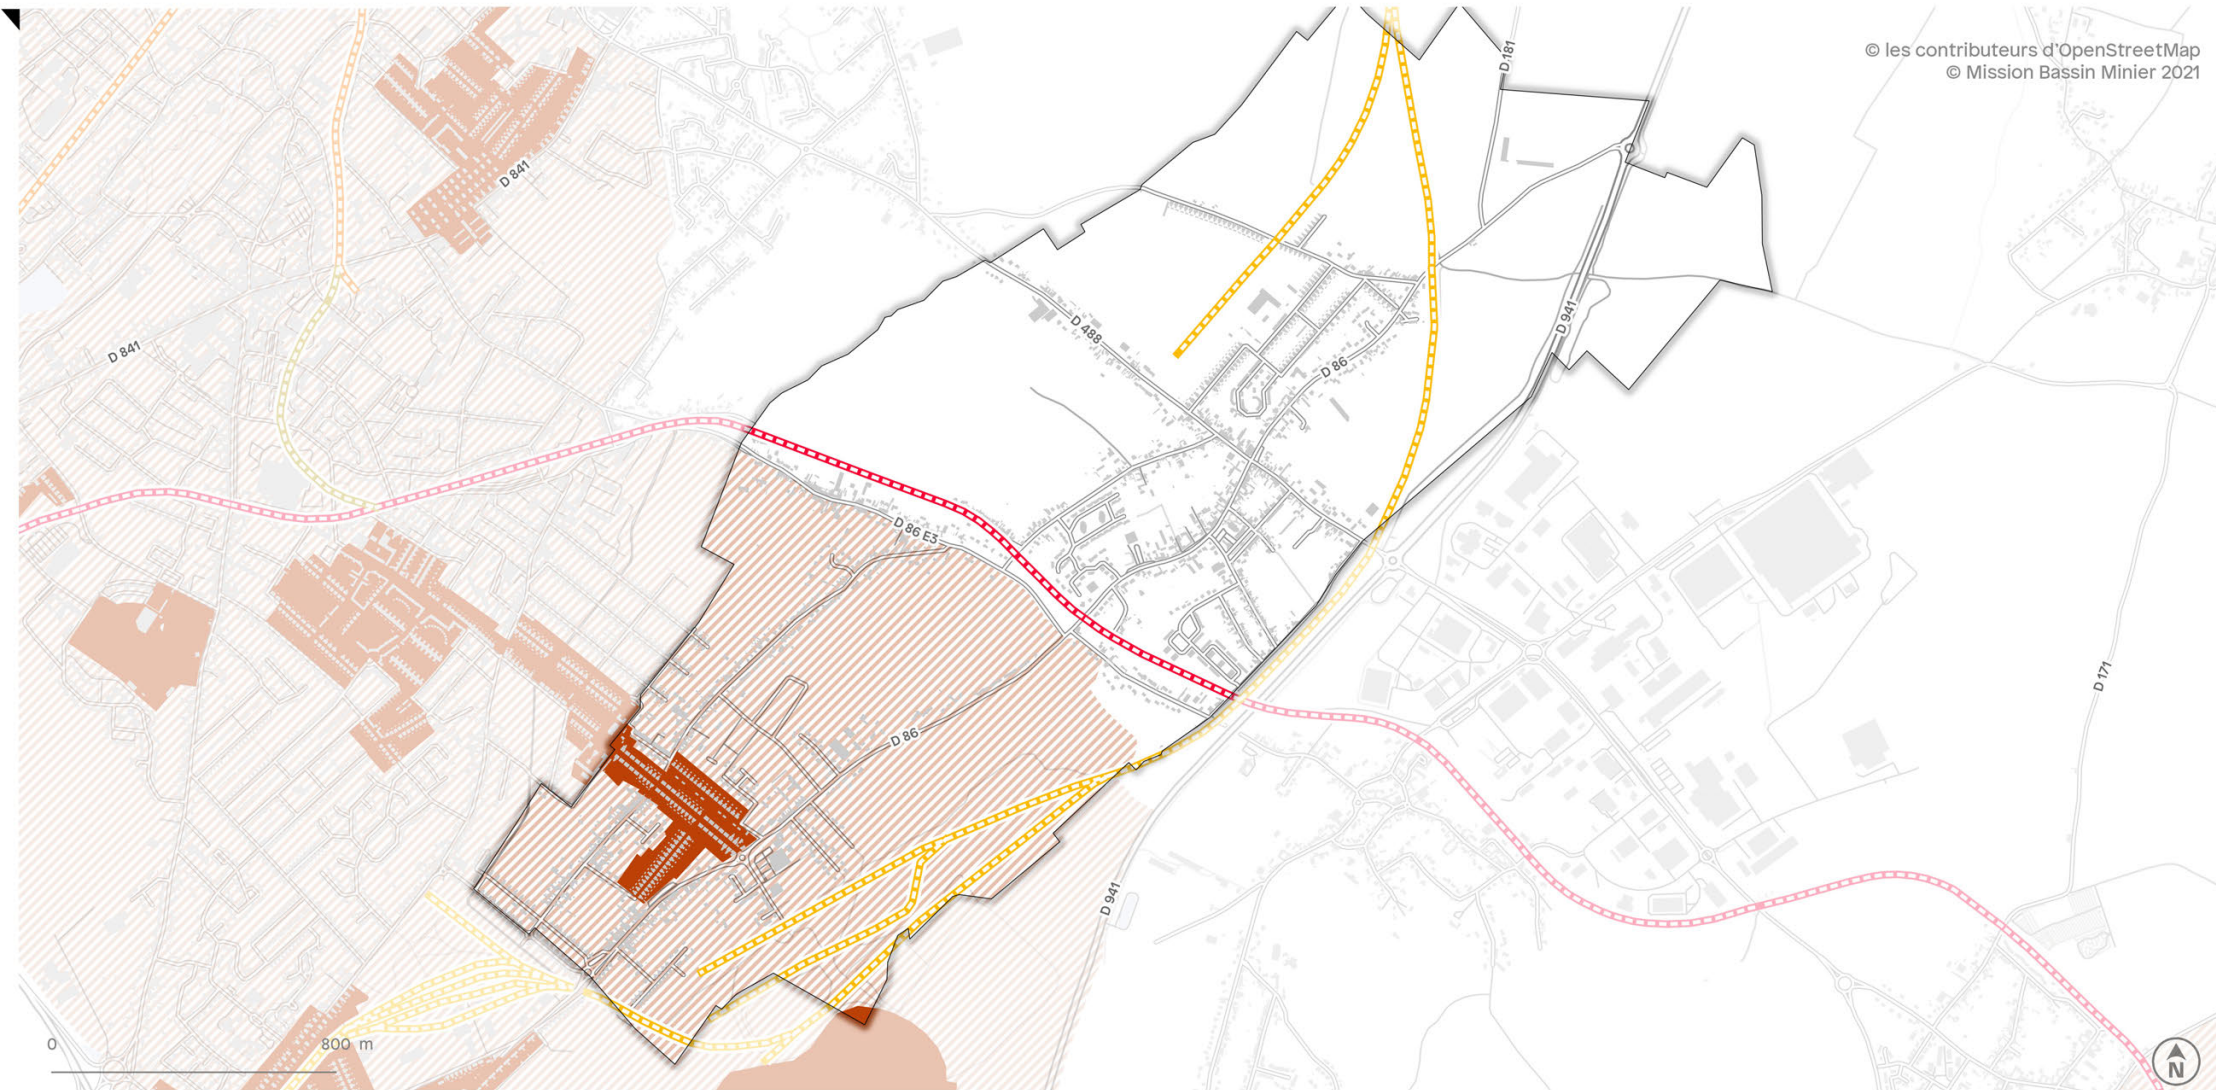 D 181
© les contributeurs d'OpenStreetMap
© Mission Bassin Minier 2021
D 841
D 941
D 488
D 841
D 86
D 86 E3
D 171
D 86
D 941
0 800 m
N